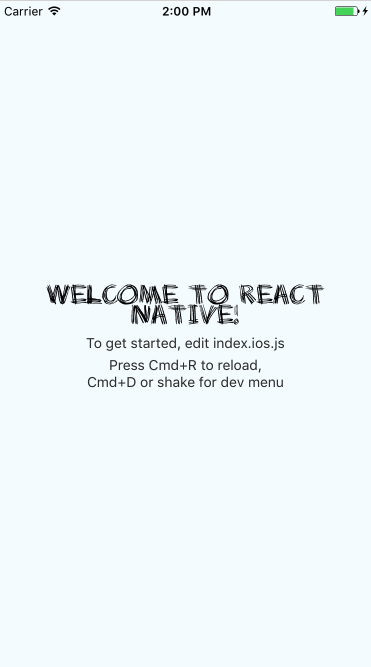 Carrier 2:00 PM
WELCOME TO REACT
NATIVE!
To get started, edit index.ios.js
Press Cmd+R to reload,
Cmd+D or shake for dev menu